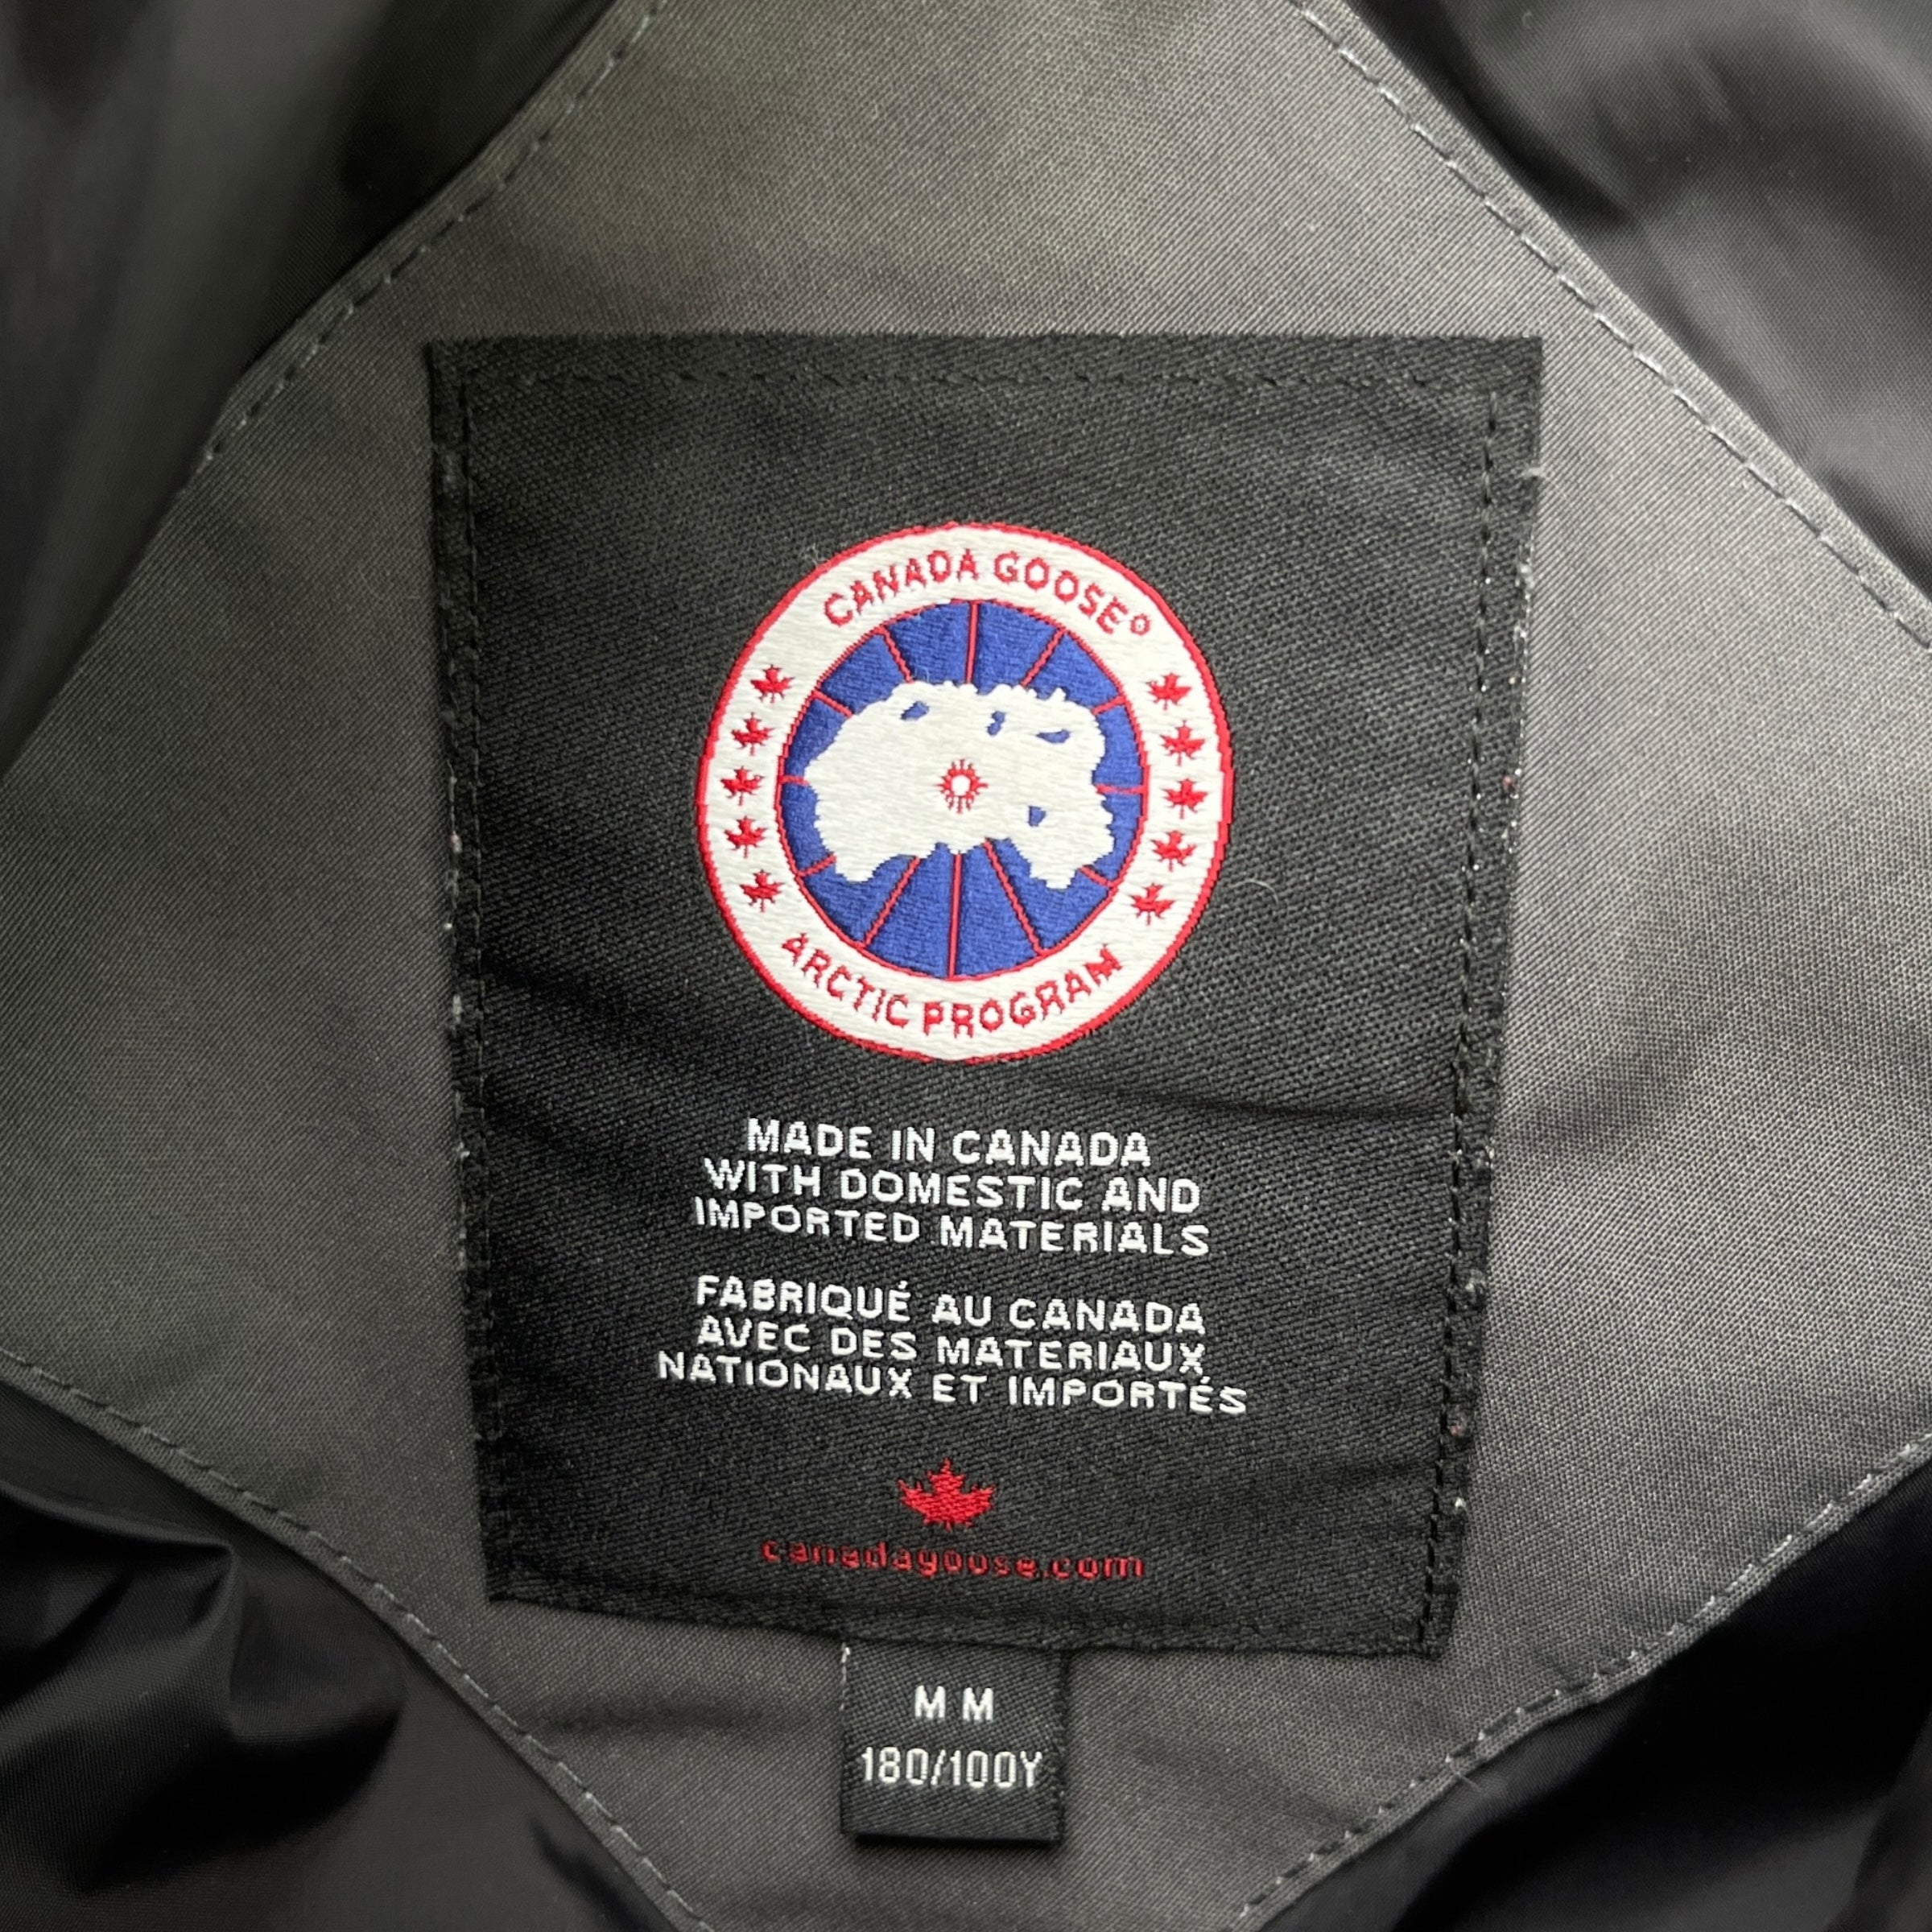 CANADA GOOSE®
ARCTIC PROGRAM
MADE IN CANADA
WITH DOMESTIC AND
IMPORTED MATERIALS
FABRIQUÉ AU CANADA
AVEC DES MATERIAUX
NATIONAUX ET IMPORTÉS
canadagoose.com
M M
180/100Y